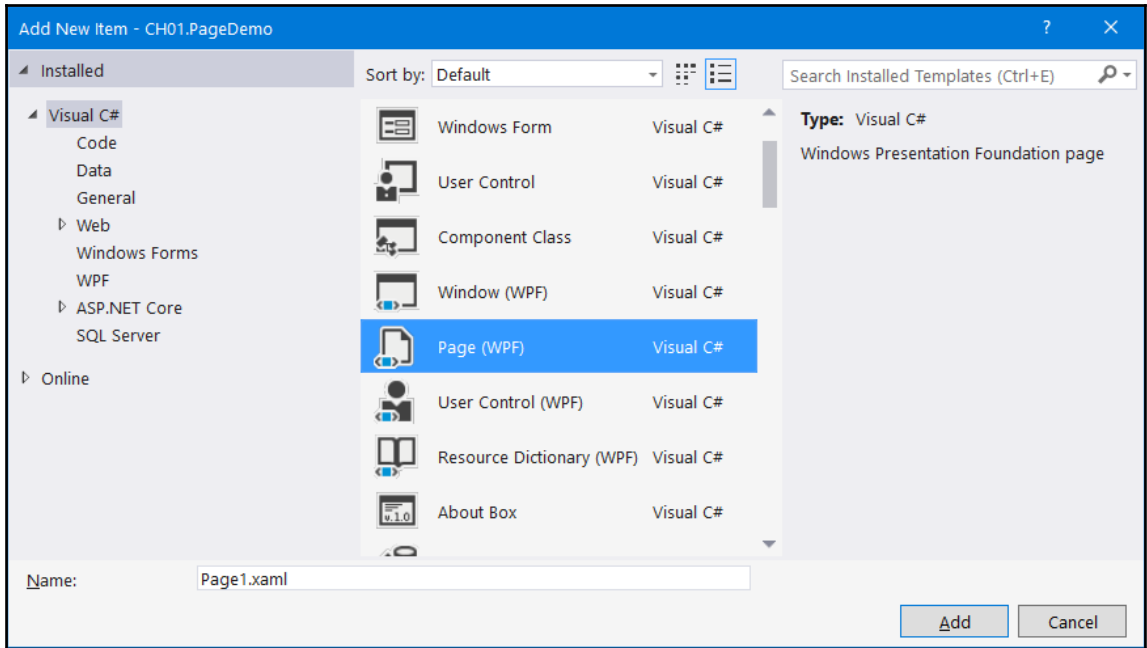 Add New Item - CH01.PageDemo
?
Installed
Visual C#
Code
Data
General
Web
Windows Forms
WPF
ASP.NET Core
SQL Server
Online
Sort by: Default
Windows Form Visual C#
User Control Visual C#
Component Class Visual C#
Window (WPF) Visual C#
Page (WPF) Visual C#
User Control (WPF) Visual C#
Resource Dictionary (WPF) Visual C#
v.1.0
About Box Visual C#
Search Installed Templates (Ctrl+E)
Type: Visual C#
Windows Presentation Foundation page
Name: Page1.xaml
Add Cancel